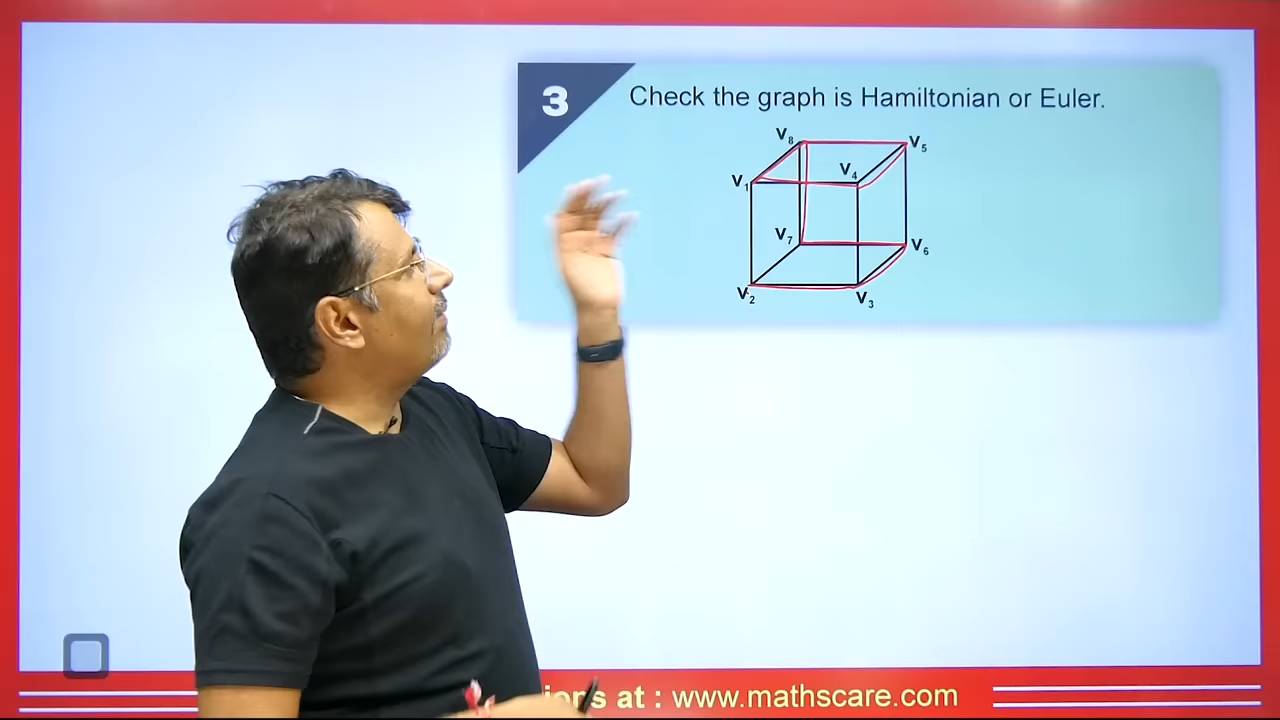 3
Check the graph is Hamiltonian or Euler.
V8
V5
V1
V4
V7
V6
V2
V3
at : www.mathscare.com